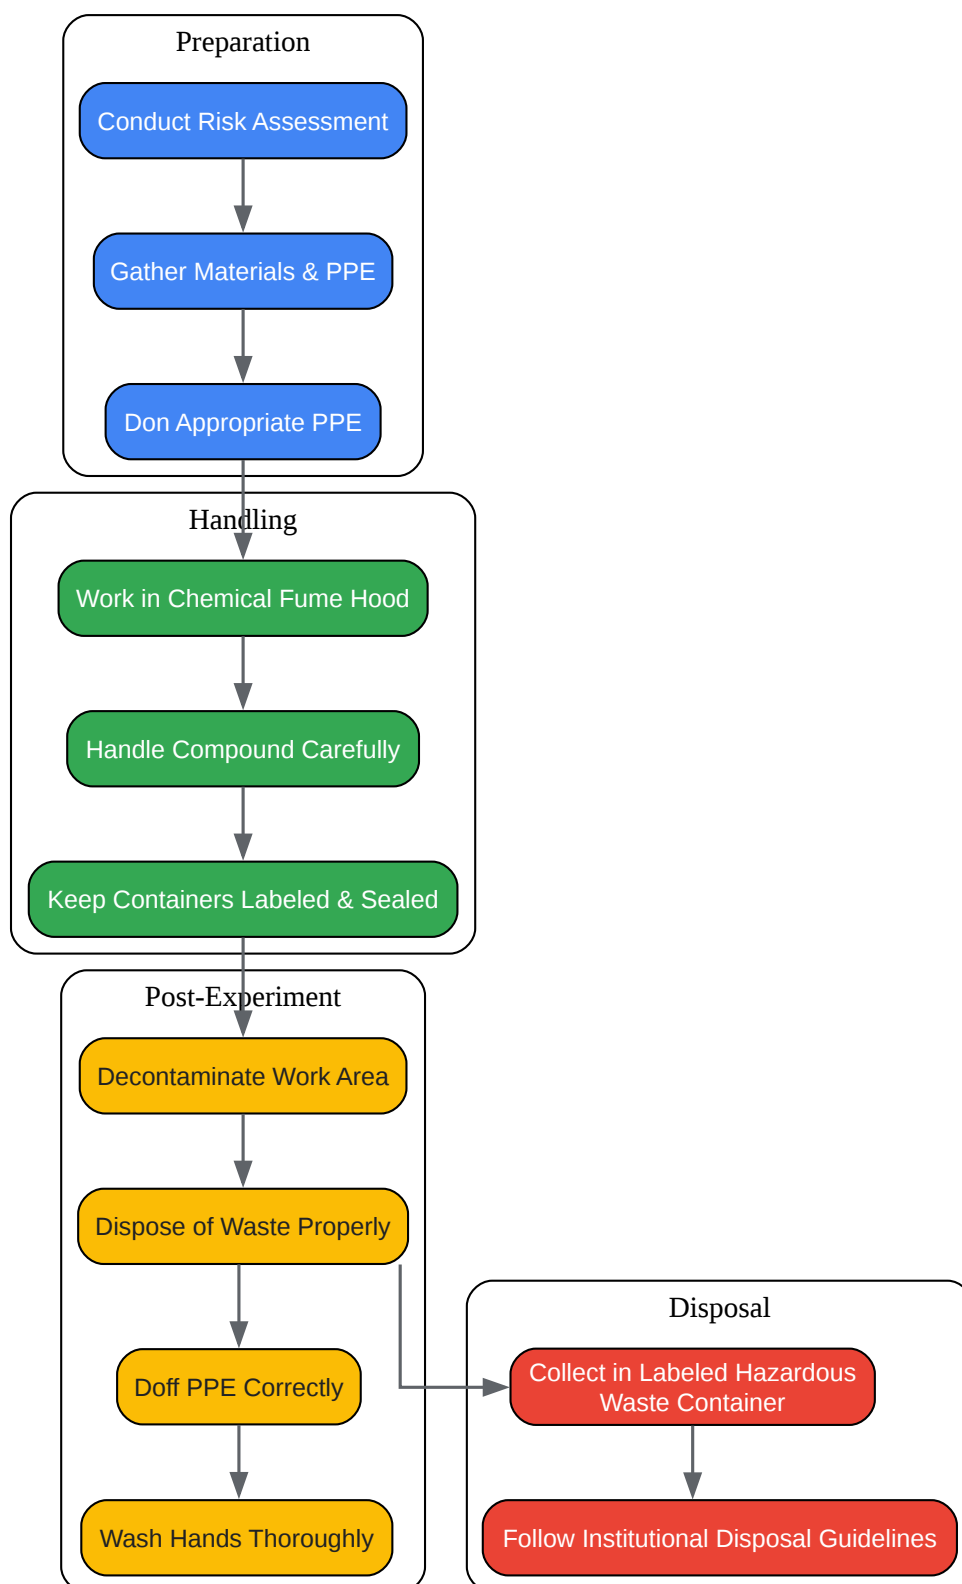 Preparation
Conduct Risk Assessment
Gather Materials & PPE
Don Appropriate PPE
Handling
Work in Chemical Fume Hood
Handle Compound Carefully
Keep Containers Labeled & Sealed
Post-Experiment
Decontaminate Work Area
Dispose of Waste Properly
Doff PPE Correctly
Wash Hands Thoroughly
Disposal
Collect in Labeled Hazardous
Waste Container
Follow Institutional Disposal Guidelines